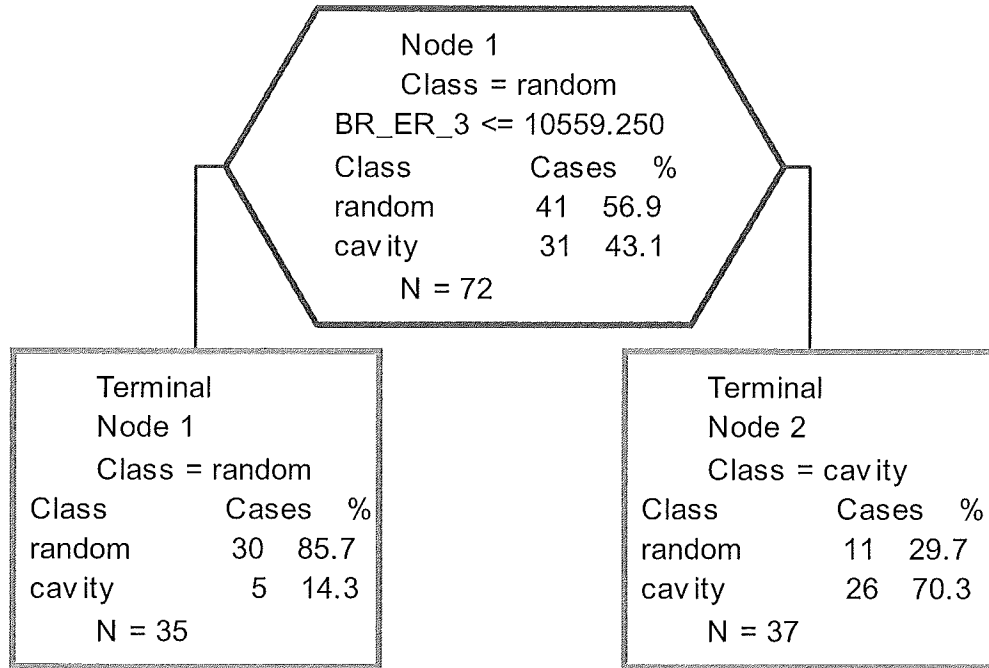 Node 1
Class = random
BR_ER_3 <= 10559.250
Class Cases %
random 41 56.9
cavity 31 43.1
N = 72
Terminal
Node 1
Class = random
Class Cases %
random 30 85.7
cavity 5 14.3
N = 35
Terminal
Node 2
Class = cavity
Class Cases %
random 11 29.7
cavity 26 70.3
N = 37